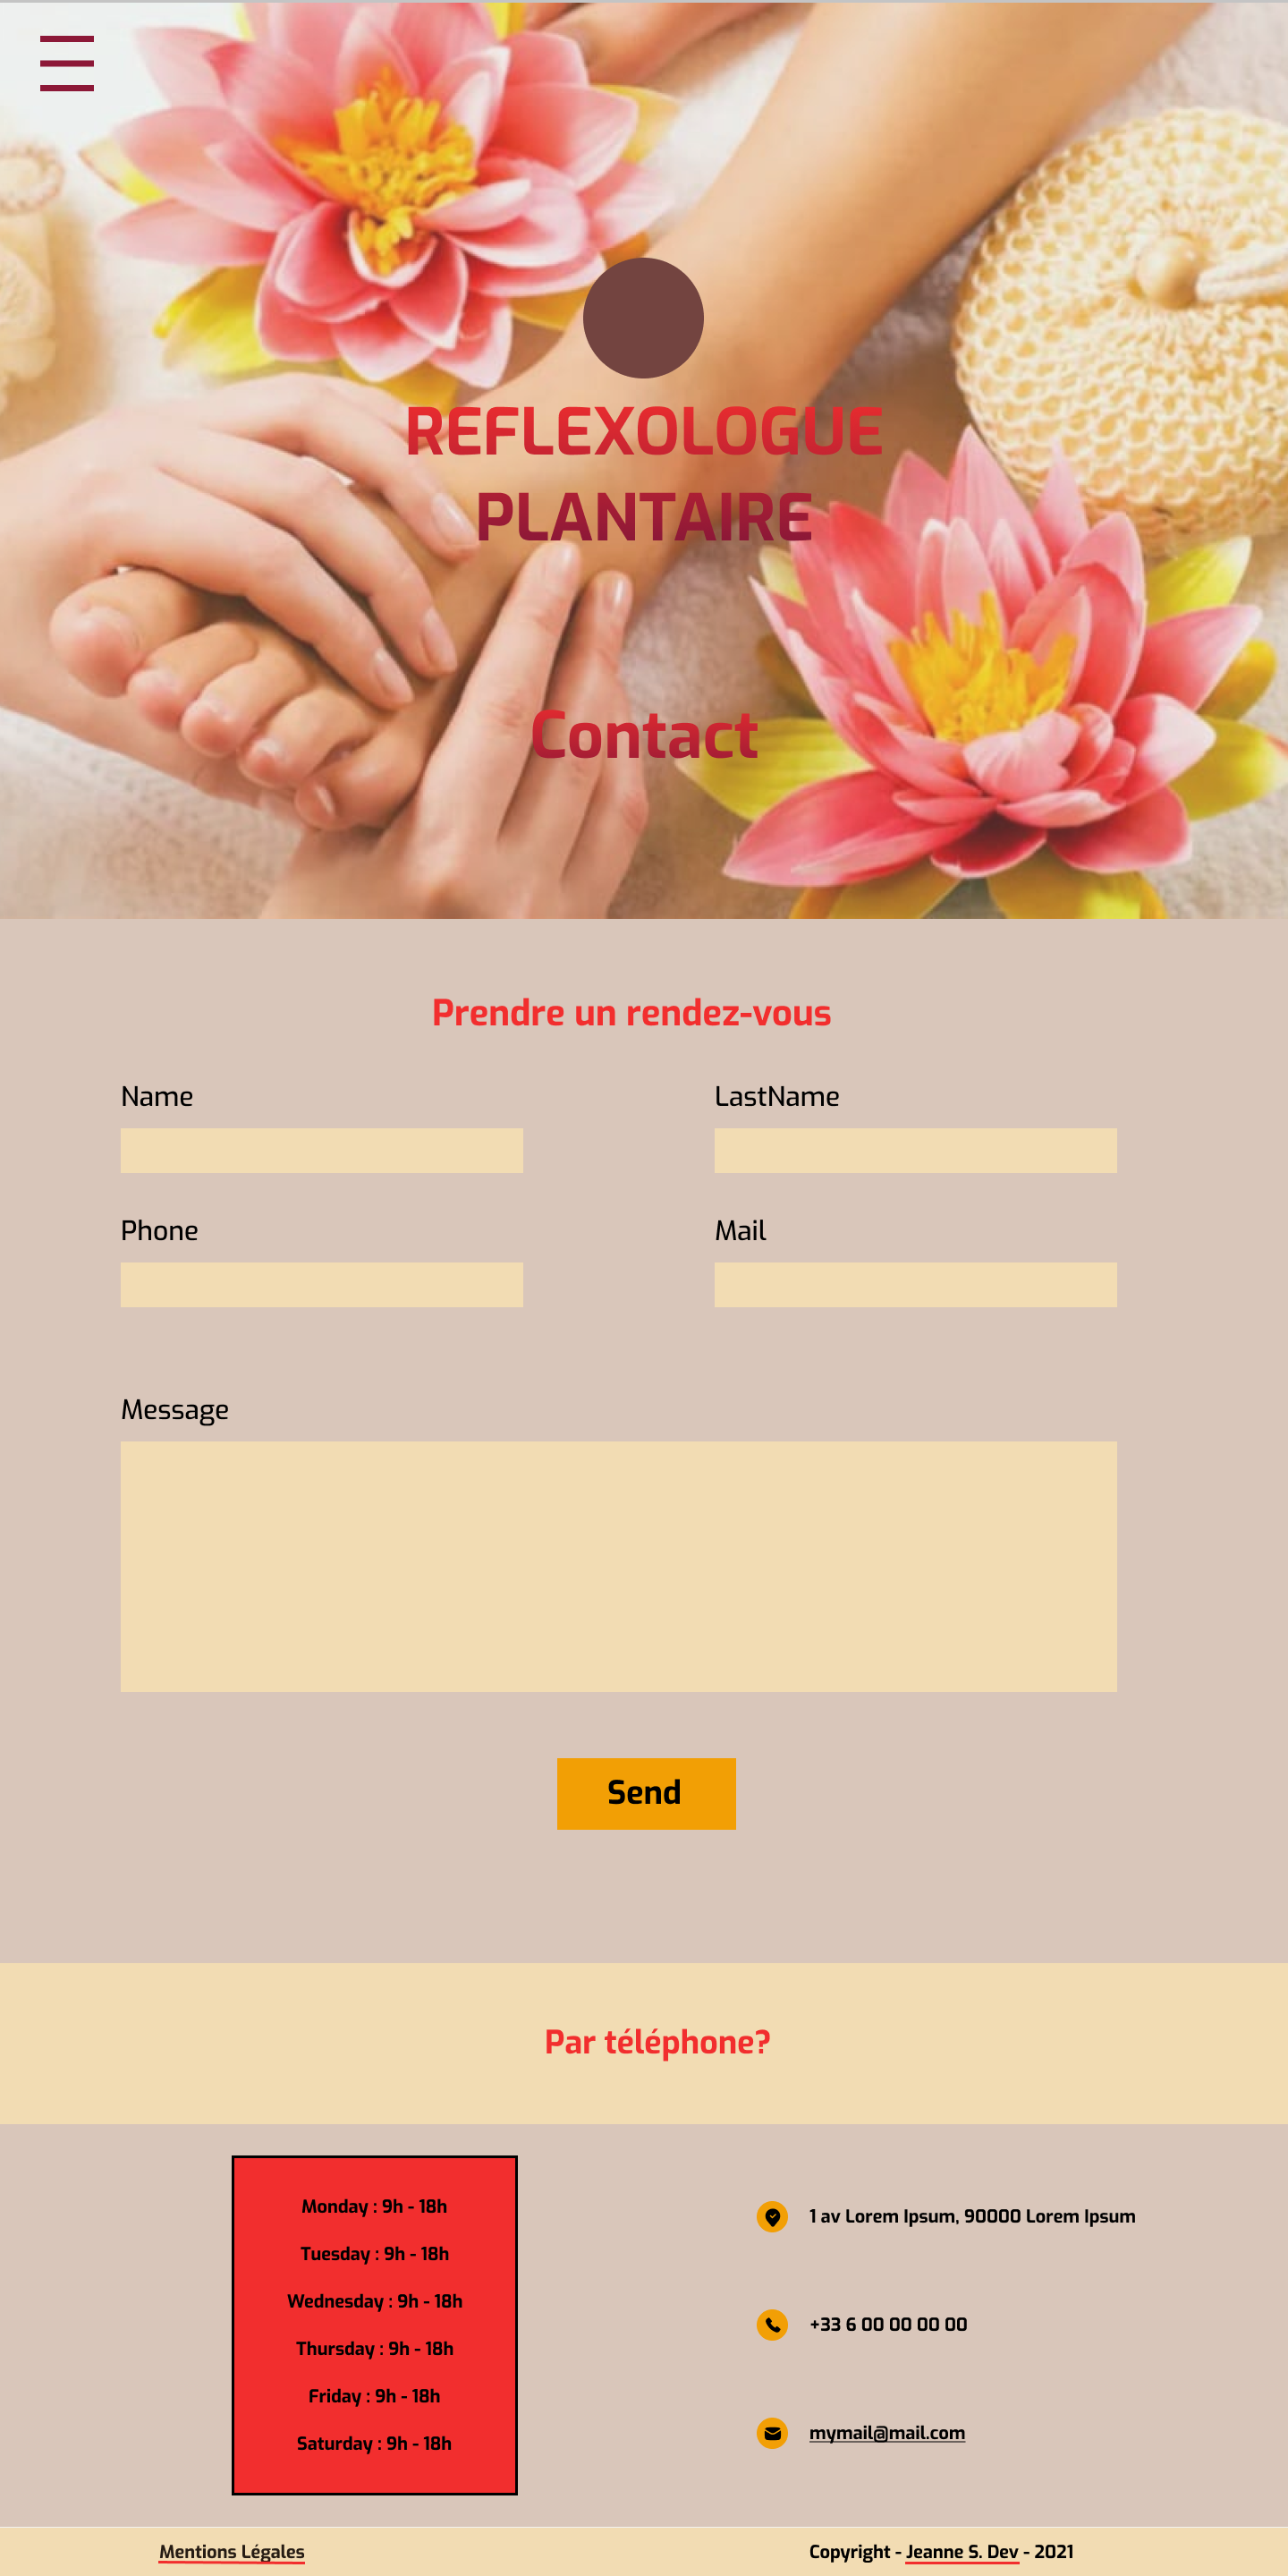 REFLEXOLOGUE
PLANTAIRE
Contact
Prendre un rendez-vous
Name
LastName
Phone
Mail
Message
Send
Par téléphone?
Monday : 9h - 18h
Tuesday : 9h - 18h
Wednesday : 9h - 18h
Thursday : 9h - 18h
Friday : 9h - 18h
Saturday : 9h - 18h
1 av Lorem Ipsum, 90000 Lorem Ipsum
+33 6 00 00 00 00
mymail@mail.com
Mentions Légales
Copyright - Jeanne S. Dev - 2021